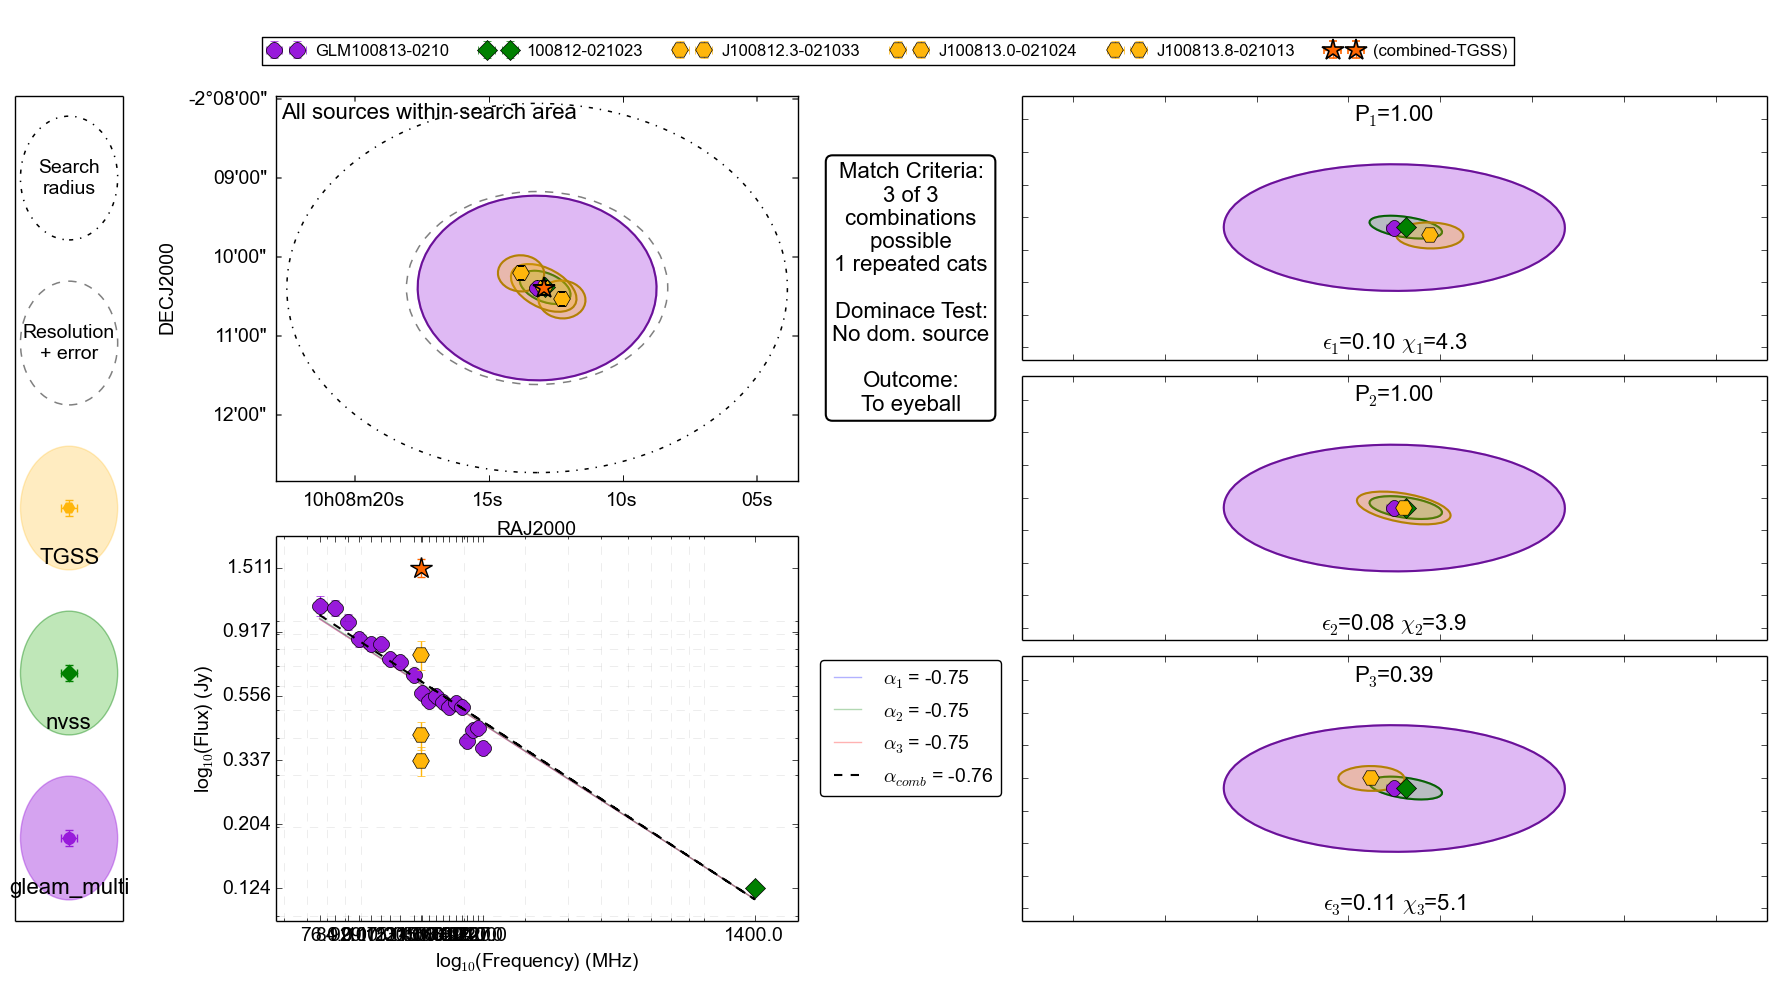 GLM100813-0210 100812-021023 J100812.3-021033 J100813.0-021024 J100813.8-021013 (combined-TGSS)
Search
radius
Resolution
+ error
TGSS
nvss
gleam_multi
All sources within search area
-2°08'00"
09'00"
10'00"
11'00"
12'00"
DECJ2000
10h08m20s 15s 10s 05s
RAJ2000
Match Criteria:
3 of 3
combinations
possible
1 repeated cats
Dominace Test:
No dom. source
Outcome:
To eyeball
1.511
0.917
0.556
0.337
0.204
0.124
log10(Flux) (Jy)
1400.0
log10(Frequency) (MHz)
α1 = -0.75
α2 = -0.75
α3 = -0.75
αcomb = -0.76
P1=1.00
ϵ1=0.10 χ1=4.3
P2=1.00
ϵ2=0.08 χ2=3.9
P3=0.39
ϵ3=0.11 χ3=5.1